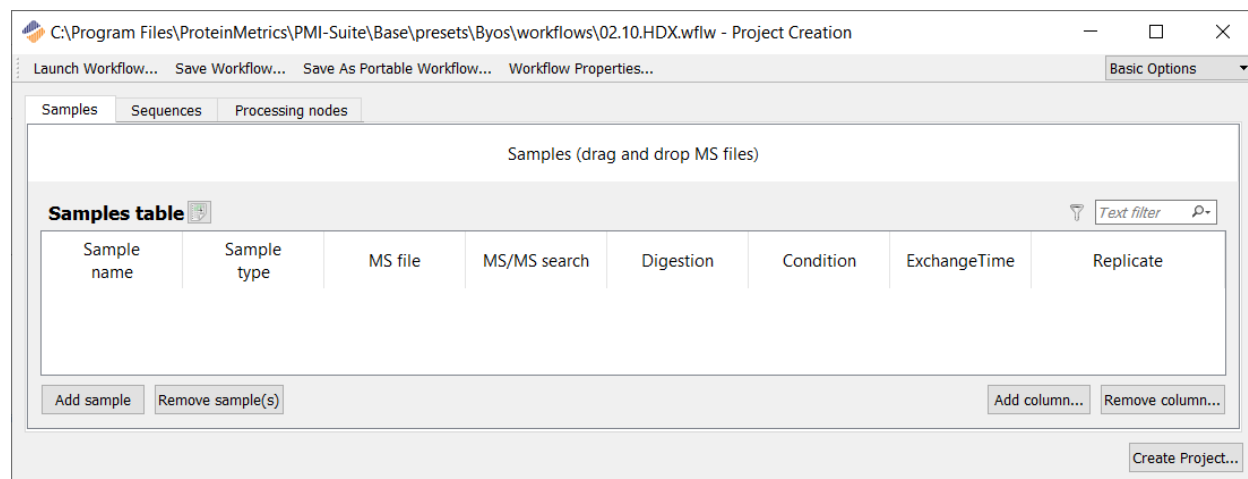 C:\Program Files\ProteinMetrics\PMI-Suite\Base\presets\Byos\workflows\02.10.HDX.wflw - Project Creation
Launch Workflow... Save Workflow... Save As Portable Workflow... Workflow Properties... Basic Options
Samples Sequences Processing nodes
Samples (drag and drop MS files)
Samples table Text filter
Sample name Sample type MS file MS/MS search Digestion Condition ExchangeTime Replicate
Add sample Remove sample(s) Add column... Remove column...
Create Project...